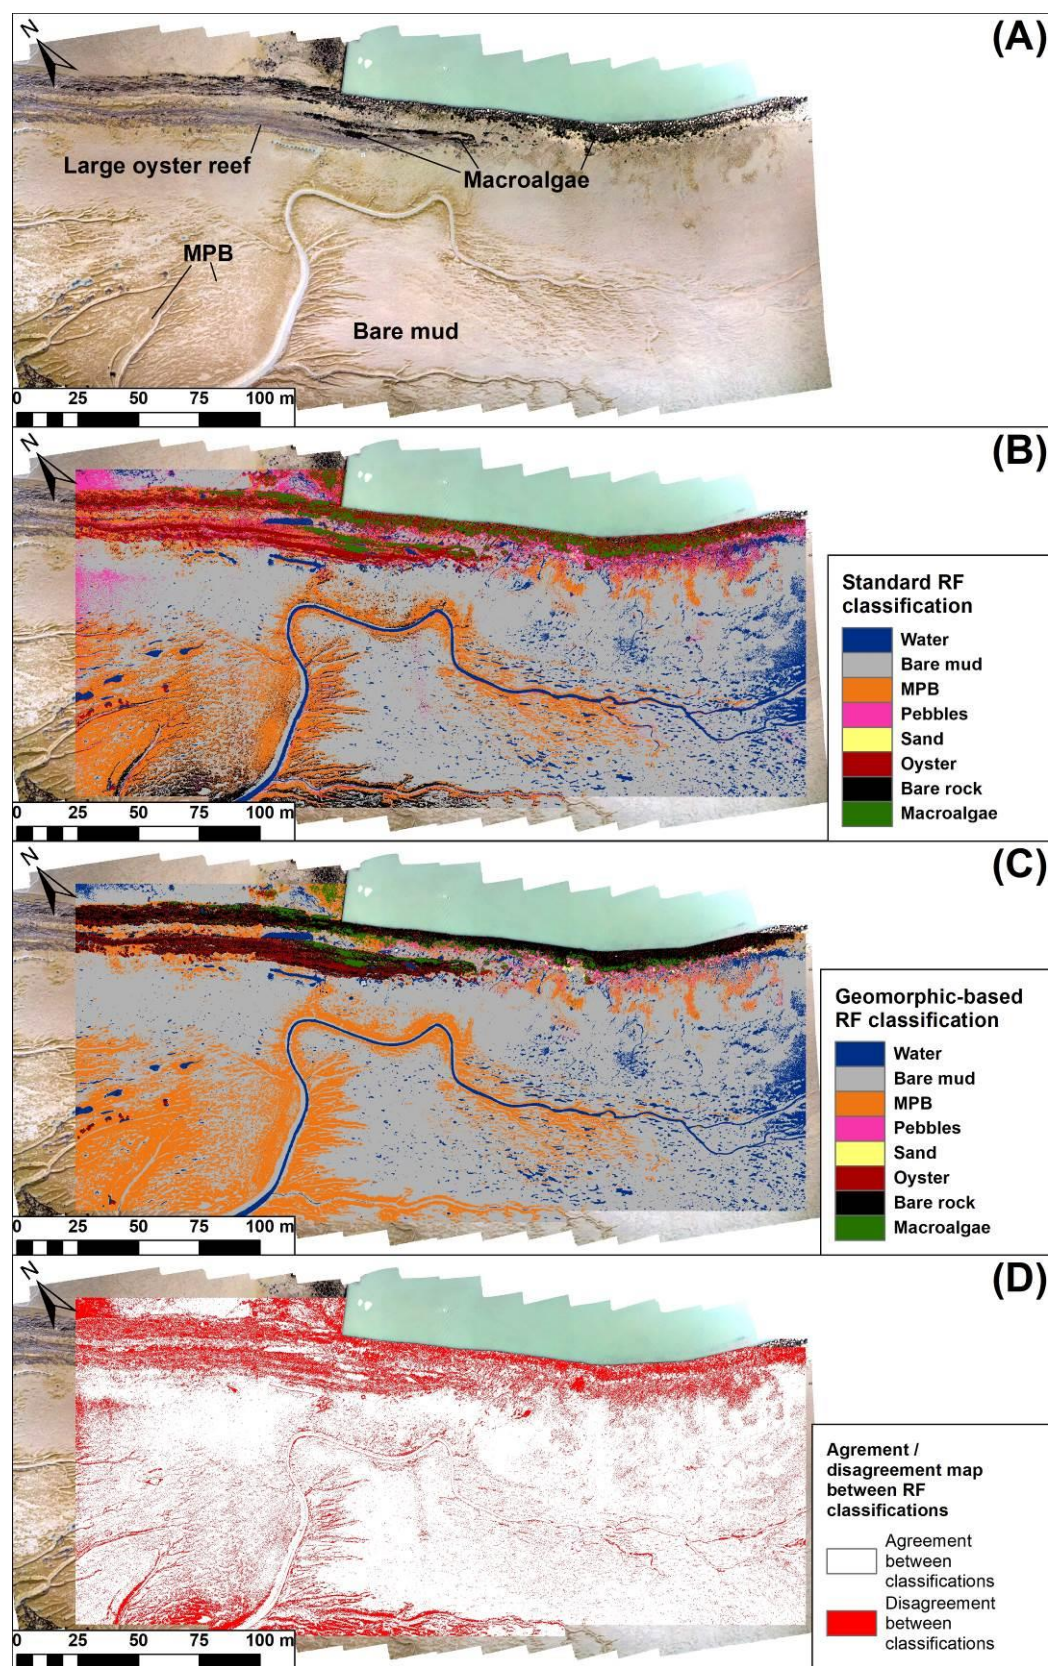 N
(A)
Large oyster reef
Macroalgae
MPB
Bare mud
0 25 50 75 100 m
N
(B)
Standard RF
classification
Water
Bare mud
MPB
Pebbles
Sand
Oyster
Bare rock
Macroalgae
0 25 50 75 100 m
N
(C)
Geomorphic-based
RF classification
Water
Bare mud
MPB
Pebbles
Sand
Oyster
Bare rock
Macroalgae
0 25 50 75 100 m
N
(D)
Agrement /
disagreement map
between RF
classifications
Agreement
between
classifications
Disagreement
between
classifications
0 25 50 75 100 m